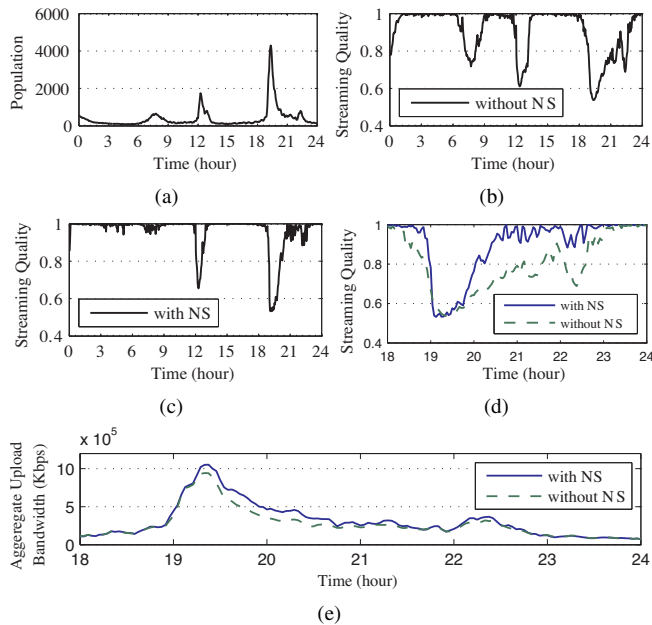 6000
4000
2000
0
Population
0 3 6 9 12 15 18 21 24
Time (hour)
(a)
1
0.8
0.6
0.4
Streaming Quality
without N S
0 3 6 9 12 15 18 21 24
Time (hour)
(b)
1
0.8
0.6
0.4
Streaming Quality
with NS
0 3 6 9 12 15 18 21 24
Time (hour)
(c)
1
0.8
0.6
0.4
Streaming Quality
with NS
without N S
18 19 20 21 22 23 24
Time (hour)
(d)
x 10^5
10
5
0
Aggeregate Upload
Bandwidth (Kbps)
with NS
without N S
18 19 20 21 22 23 24
Time (hour)
(e)